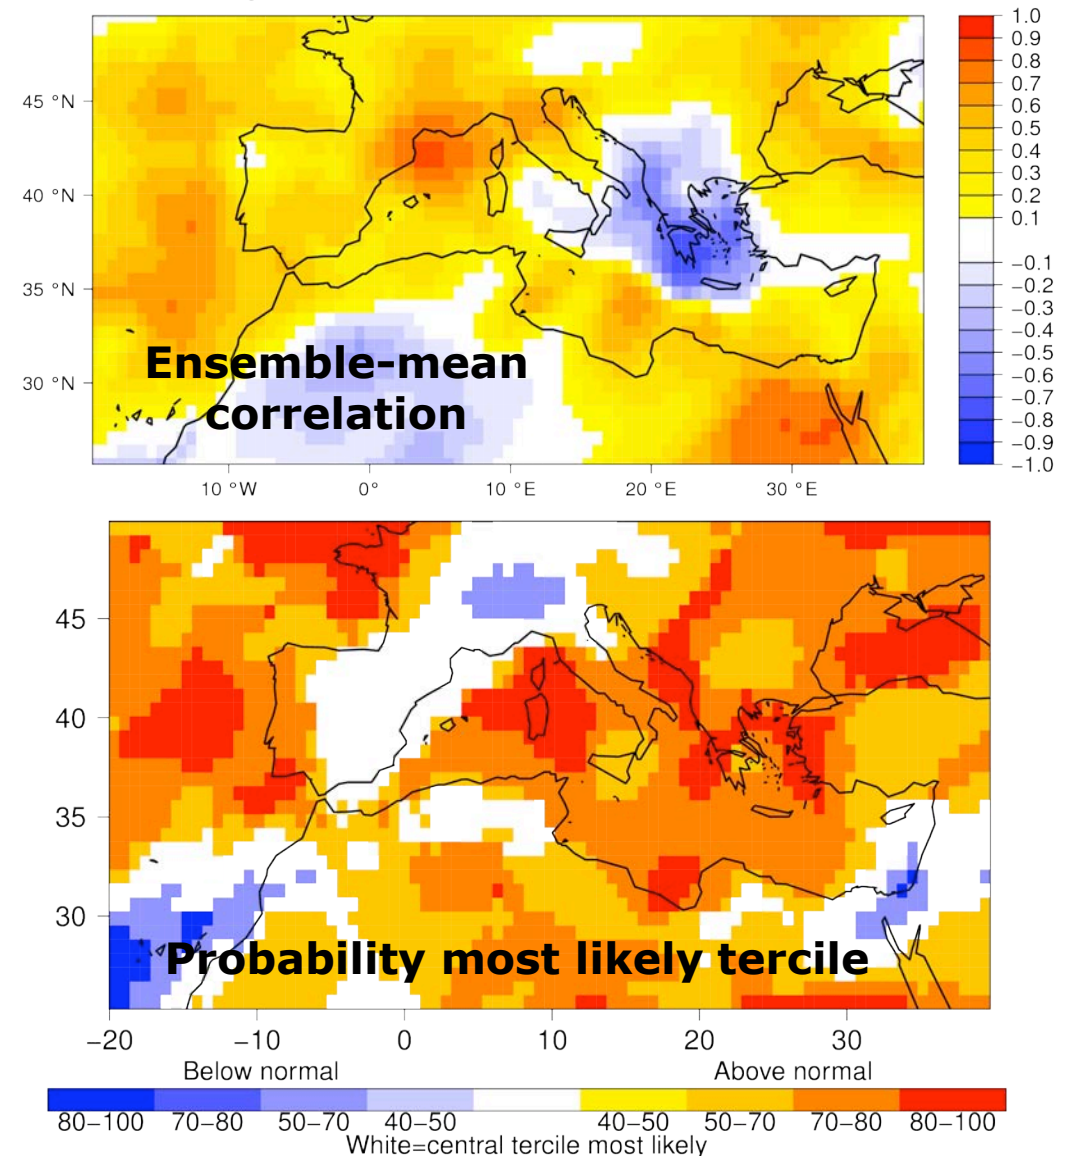 1.0
0.9
0.8
0.7
0.6
0.5
0.4
0.3
0.2
0.1
−0.1
−0.2
−0.3
−0.4
−0.5
−0.6
−0.7
−0.8
−0.9
−1.0
45 °N
40 °N
35 °N
30 °N
Ensemble-mean
correlation
10 °W 0° 10 °E 20 °E 30 °E
45
40
35
30
Probability most likely tercile
−20 −10 0 10 20 30
Below normal Above normal
80−100 70−80 50−70 40−50 40−50 50−70 70−80 80−100
White=central tercile most likely